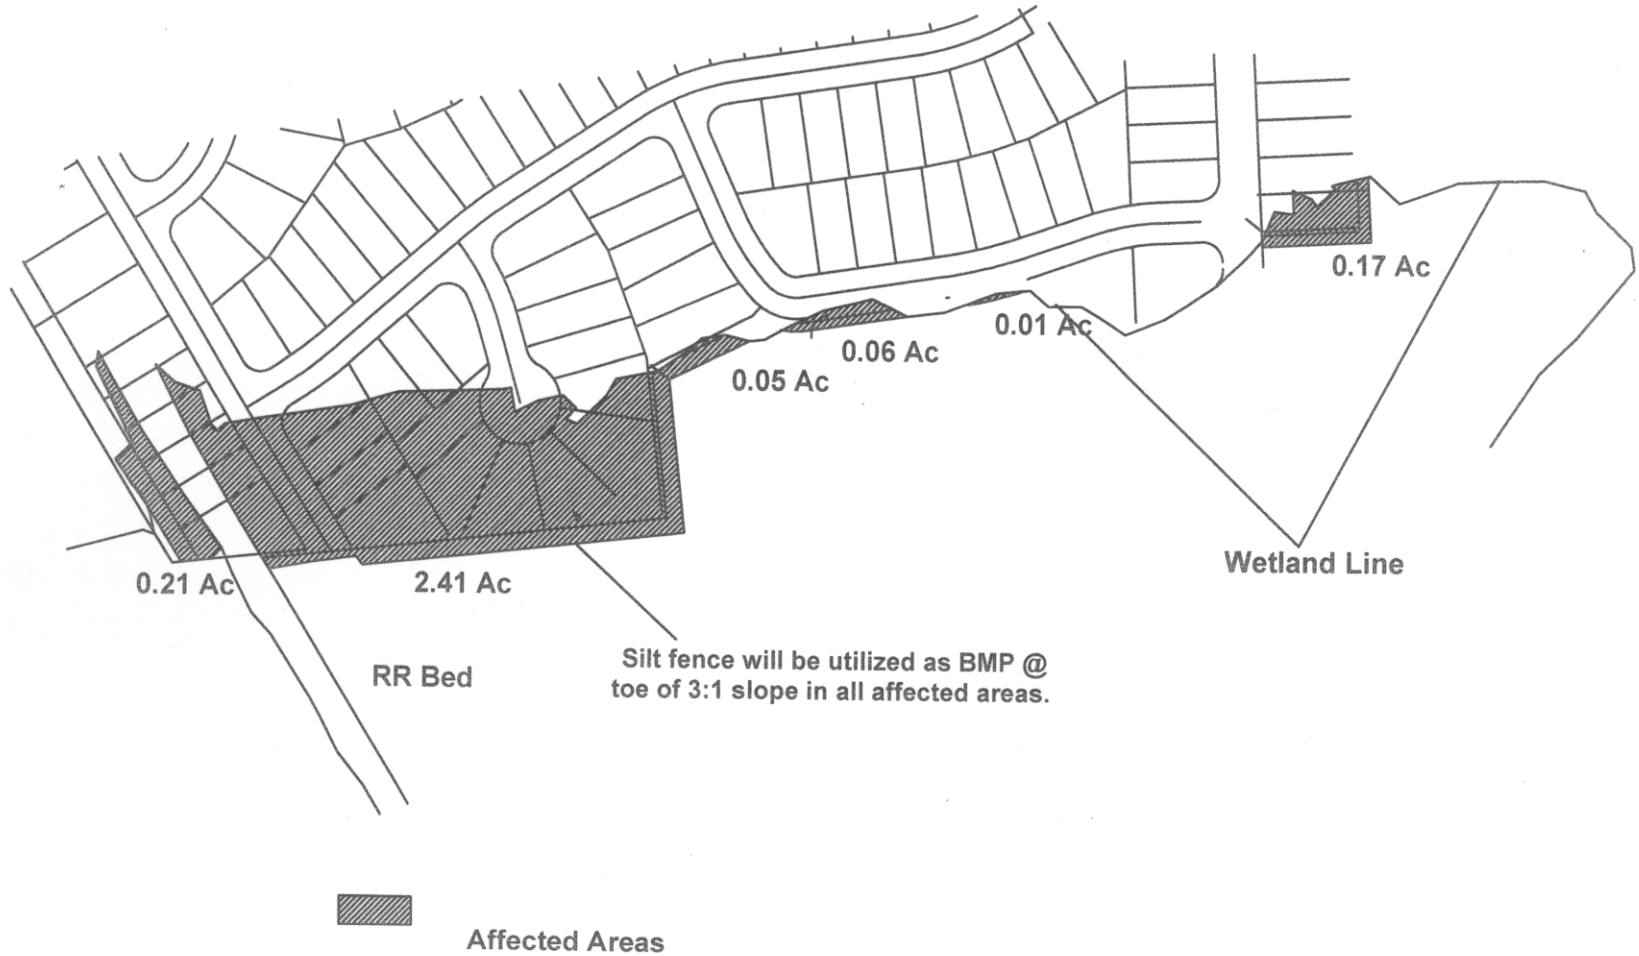 0.17 Ac
0.01 Ac
0.06 Ac
0.05 Ac
0.21 Ac
2.41 Ac
Wetland Line
RR Bed
Silt fence will be utilized as BMP @
toe of 3:1 slope in all affected areas.
Affected Areas